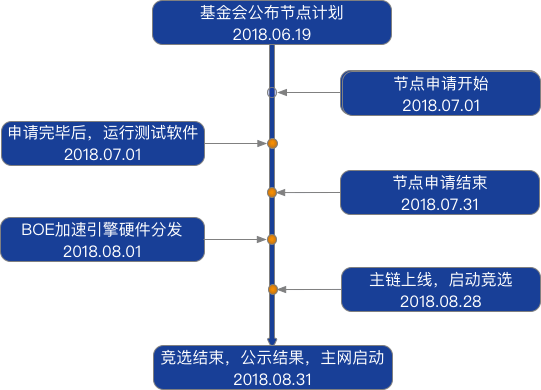 基金会公布节点计划
2018.06.19
节点申请开始
2018.07.01
申请完毕后，运行测试软件
2018.07.01
节点申请结束
2018.07.31
BOE加速引擎硬件分发
2018.08.01
主链上线，启动竞选
2018.08.28
竞选结束，公示结果，主网启动
2018.08.31